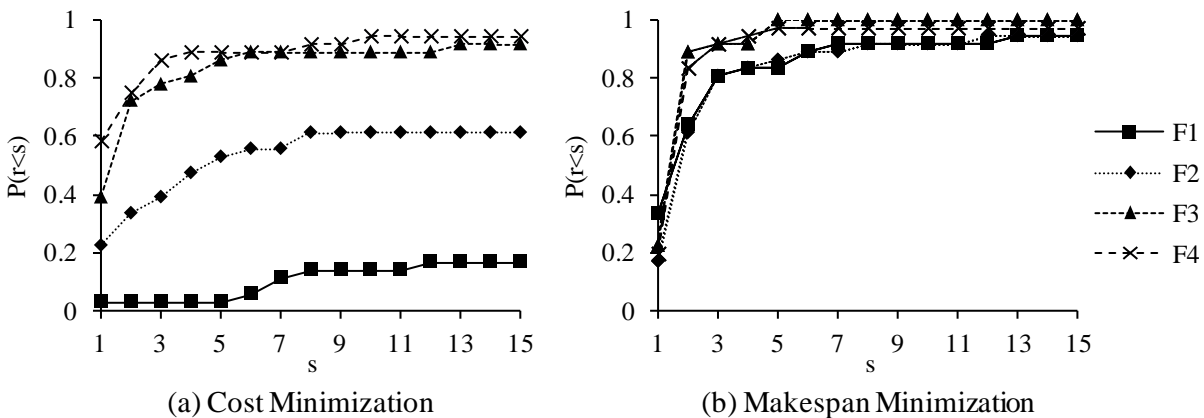 1
0.8
0.6
0.4
0.2
0
P(r<s)
1 3 5 7 9 11 13 15
s
(a) Cost Minimization
1
0.8
0.6
0.4
0.2
0
P(r<s)
1 3 5 7 9 11 13 15
s
(b) Makespan Minimization
F1
F2
F3
F4